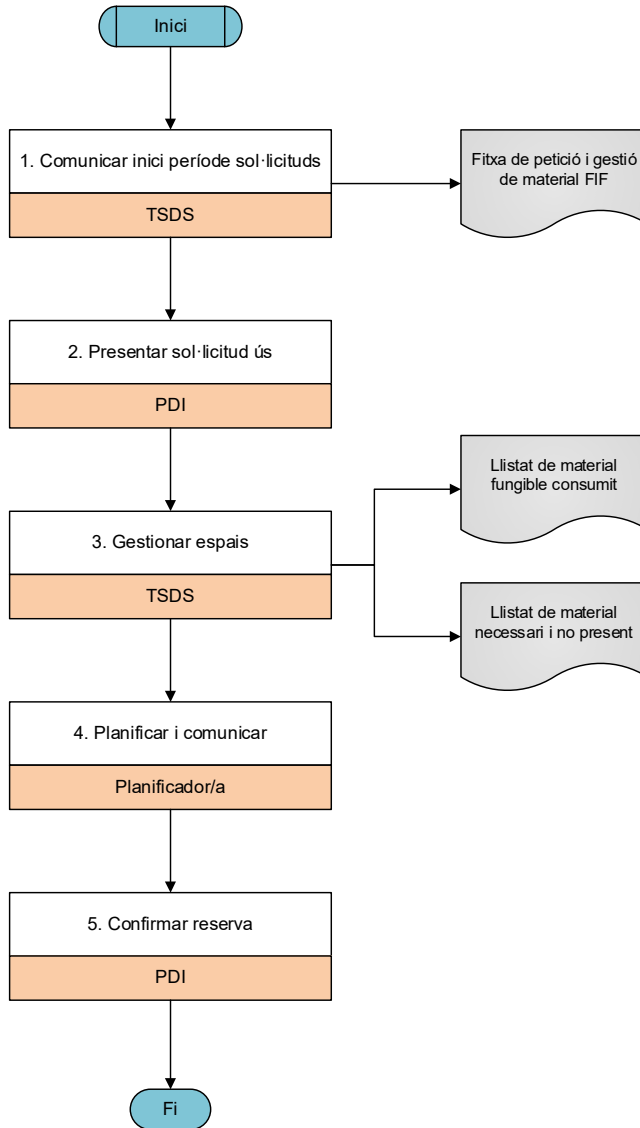 Inici
1. Comunicar inici període sol·licituds
TSDS
Fitxa de petició i gestió
de material FIF
2. Presentar sol·licitud ús
PDI
3. Gestionar espais
TSDS
Llistat de material
fungible consumit
Llistat de material
necessari i no present
4. Planificar i comunicar
Planificador/a
5. Confirmar reserva
PDI
Fi